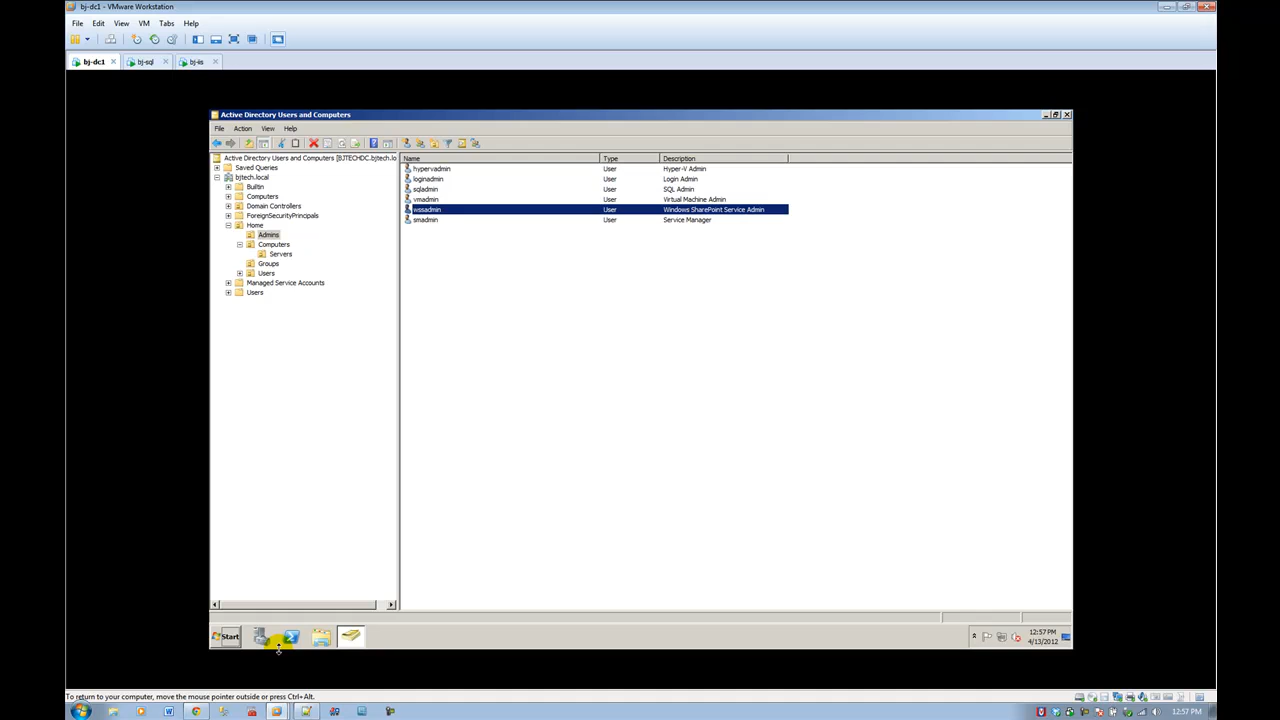 bj-dc1 - VMware Workstation
File Edit View VM Tabs Help
bj-dc1 bj-sql bj-iis
Active Directory Users and Computers
File Action View Help
Active Directory Users and Computers [BJTECHDC.bjtech.lo
Saved Queries
bjtech.local
Builtin
Computers
Domain Controllers
ForeignSecurityPrincipals
Home
Admins
Computers
Servers
Groups
Users
Managed Service Accounts
Users
Name Type Description
hypervadmin User Hyper-V Admin
loginadmin User Login Admin
sqladmin User SQL Admin
vmadmin User Virtual Machine Admin
wssadmin User Windows SharePoint Service Admin
smadmin User Service Manager
Start
12:57 PM
4/13/2012
To return to your computer, move the mouse pointer outside or press Ctrl+Alt.
12:57 PM